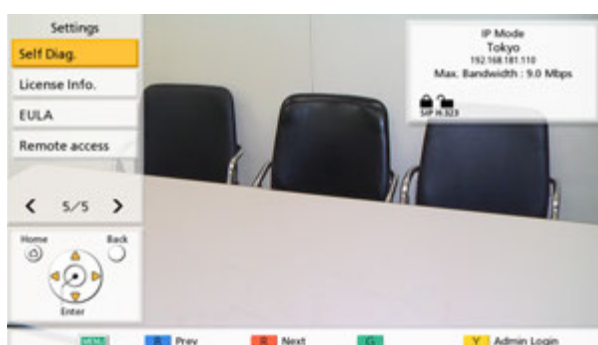 Settings
Self Diag.
License Info.
EULA
Remote access
5/5
Home
Back
Enter
IP Mode
Tokyo
192.168.181.110
Max. Bandwidth : 9.0 Mbps
SIP H.323
MENU
B Prev
R Next
G
Y Admin Login